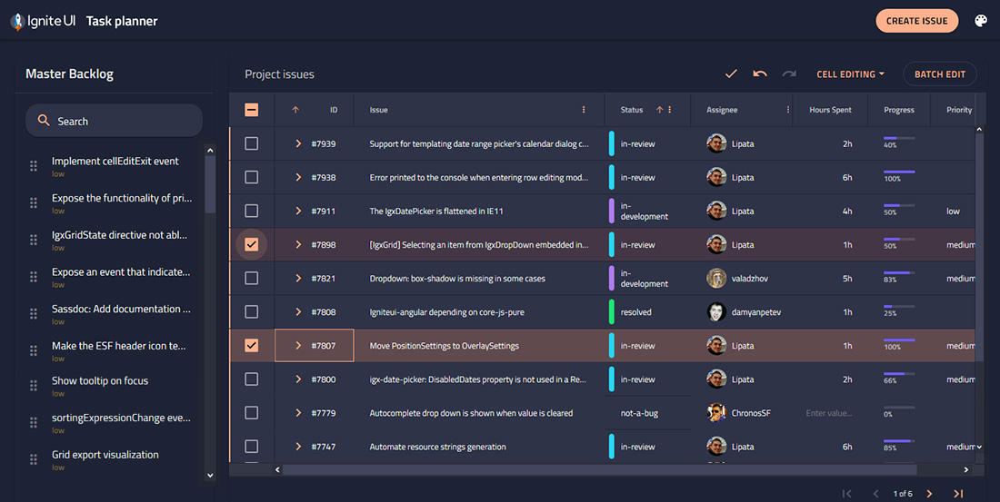 Ignite UI Task planner
CREATE ISSUE
Master Backlog
Search
Implement cellEditExit event
low
Expose the functionality of pri...
low
IgxGridState directive not abl...
low
Expose an event that indicate...
low
Sassdoc: Add documentation ...
low
Make the ESF header icon te...
low
Show tooltip on focus
low
sortingExpressionChange eve...
low
Grid export visualization
low
Project issues
CELL EDITING
BATCH EDIT
ID Issue Status Assignee Hours Spent Progress Priority
#7939 Support for templating date range picker's calendar dialog c... in-review Lipata 2h 40%
#7938 Error printed to the console when entering row editing mod... in-review Lipata 6h 100%
#7911 The IgxDatePicker is flattened in IE11 in-development Lipata 4h 50% low
#7898 [IgxGrid] Selecting an item from IgxDropDown embedded in... in-review Lipata 1h 50% medium
#7821 Dropdown: box-shadow is missing in some cases in-development valadzhov 5h 83% medium
#7808 Igniteui-angular depending on core-js-pure resolved damyanpetev 1h 25%
#7807 Move PositionSettings to OverlaySettings in-review Lipata 1h 100% medium
#7800 igx-date-picker: DisabledDates property is not used in a Re... in-review Lipata 2h 66% medium
#7779 Autocomplete drop down is shown when value is cleared not-a-bug ChronosSF Enter value... 0%
#7747 Automate resource strings generation in-review Lipata 6h 85% medium
1 of 6